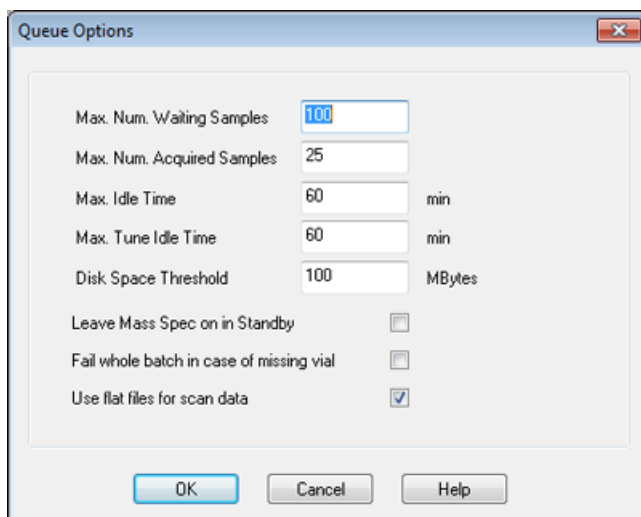 Queue Options
Max. Num. Waiting Samples 100
Max. Num. Acquired Samples 25
Max. Idle Time 60 min
Max. Tune Idle Time 60 min
Disk Space Threshold 100 MBytes
Leave Mass Spec on in Standby
Fail whole batch in case of missing vial
Use flat files for scan data
OK Cancel Help